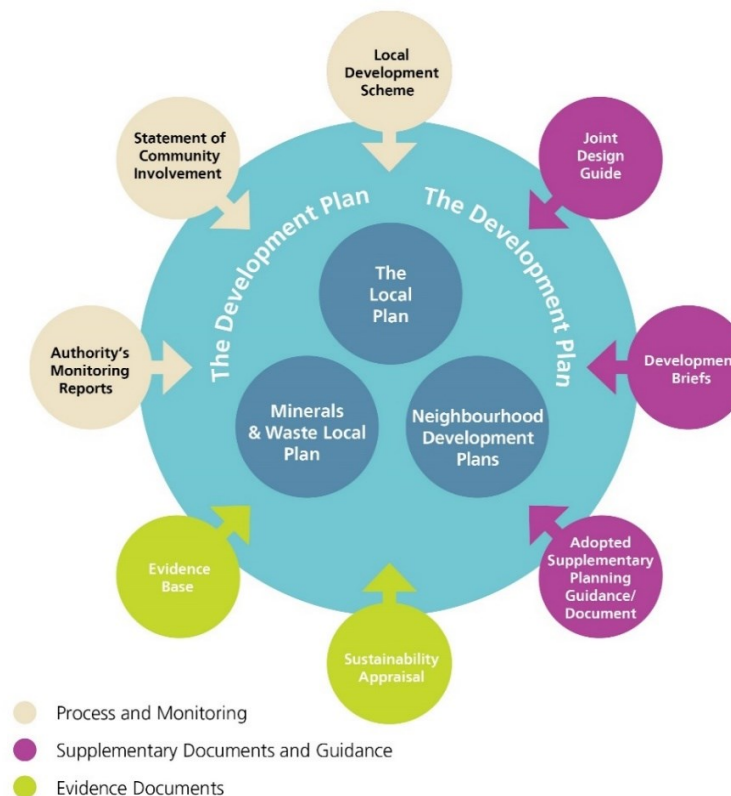 Local
Development
Scheme
Statement of
Community
Involvement
Joint
Design
Guide
The Development Plan
The Development Plan
The
Local
Plan
Authority's
Monitoring
Reports
Development
Briefs
Minerals
& Waste Local
Plan
Neighbourhood
Development
Plans
Evidence
Base
Adopted
Supplementary
Planning
Guidance/
Document
Sustainability
Appraisal
Process and Monitoring
Supplementary Documents and Guidance
Evidence Documents